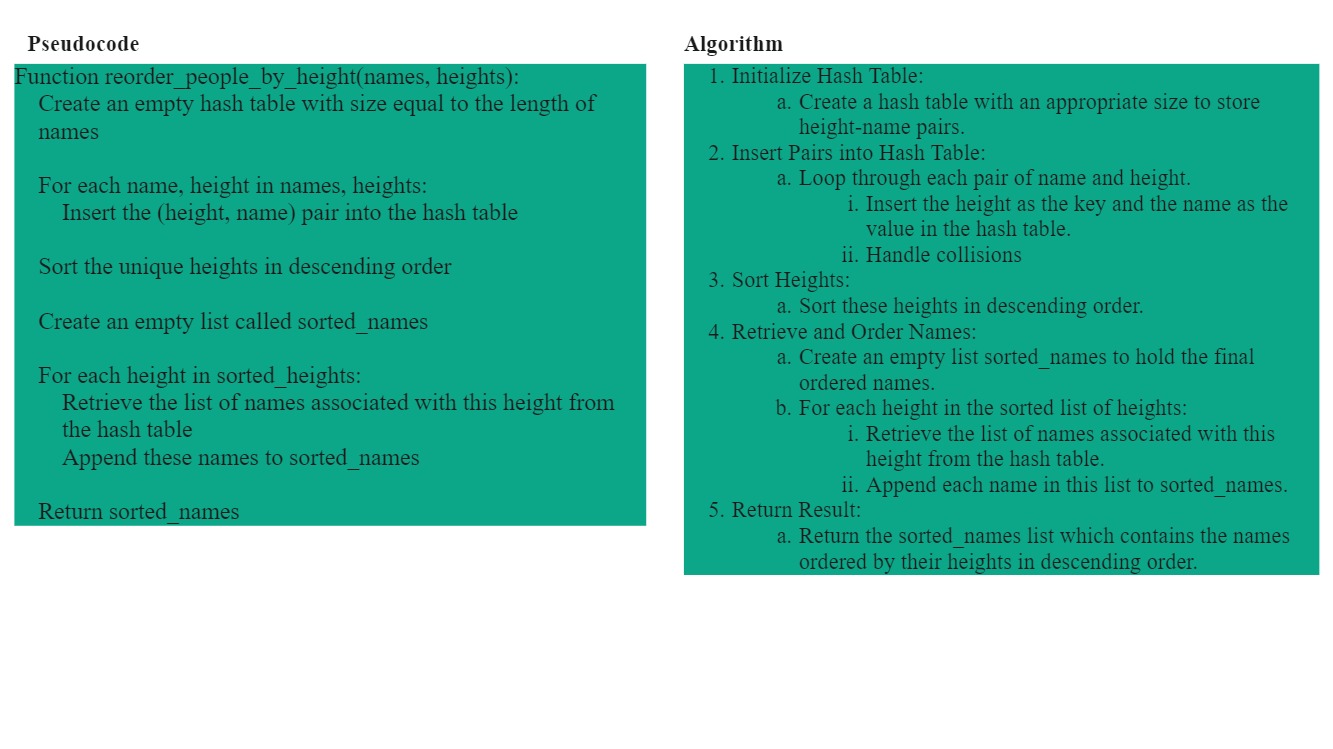 Pseudocode
Function reorder_people_by_height(names, heights):
Create an empty hash table with size equal to the length of
names
For each name, height in names, heights:
Insert the (height, name) pair into the hash table
Sort the unique heights in descending order
Create an empty list called sorted_names
For each height in sorted_heights:
Retrieve the list of names associated with this height from
the hash table
Append these names to sorted_names
Return sorted_names
Algorithm
1. Initialize Hash Table:
a. Create a hash table with an appropriate size to store
height-name pairs.
2. Insert Pairs into Hash Table:
a. Loop through each pair of name and height.
i. Insert the height as the key and the name as the
value in the hash table.
ii. Handle collisions
3. Sort Heights:
a. Sort these heights in descending order.
4. Retrieve and Order Names:
a. Create an empty list sorted_names to hold the final
ordered names.
b. For each height in the sorted list of heights:
i. Retrieve the list of names associated with this
height from the hash table.
ii. Append each name in this list to sorted_names.
5. Return Result:
a. Return the sorted_names list which contains the names
ordered by their heights in descending order.